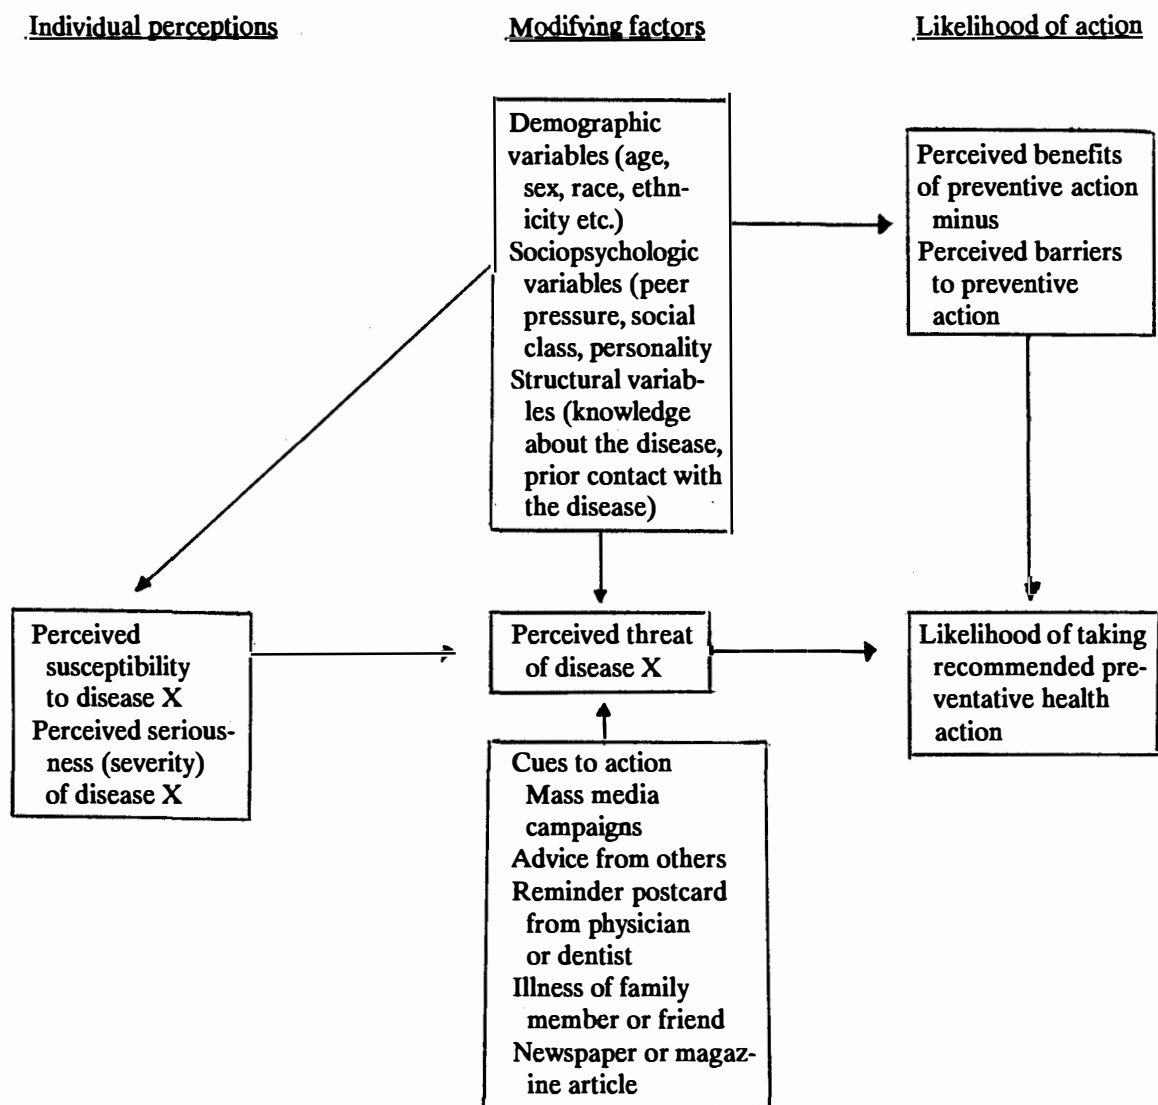 Individual perceptions
Modifying factors
Likelihood of action
Demographic
variables (age,
sex, race, ethn-
icity etc.)
Sociopsychologic
variables (peer
pressure, social
class, personality
Structural variab-
les (knowledge
about the disease,
prior contact with
the disease)
Perceived benefits
of preventive action
minus
Perceived barriers
to preventive
action
Perceived
susceptibility
to disease X
Perceived serious-
ness (severity)
of disease X
Perceived threat
of disease X
Likelihood of taking
recommended pre-
ventative health
action
Cues to action
Mass media
campaigns
Advice from others
Reminder postcard
from physician
or dentist
Illness of family
member or friend
Newspaper or magaz-
ine article